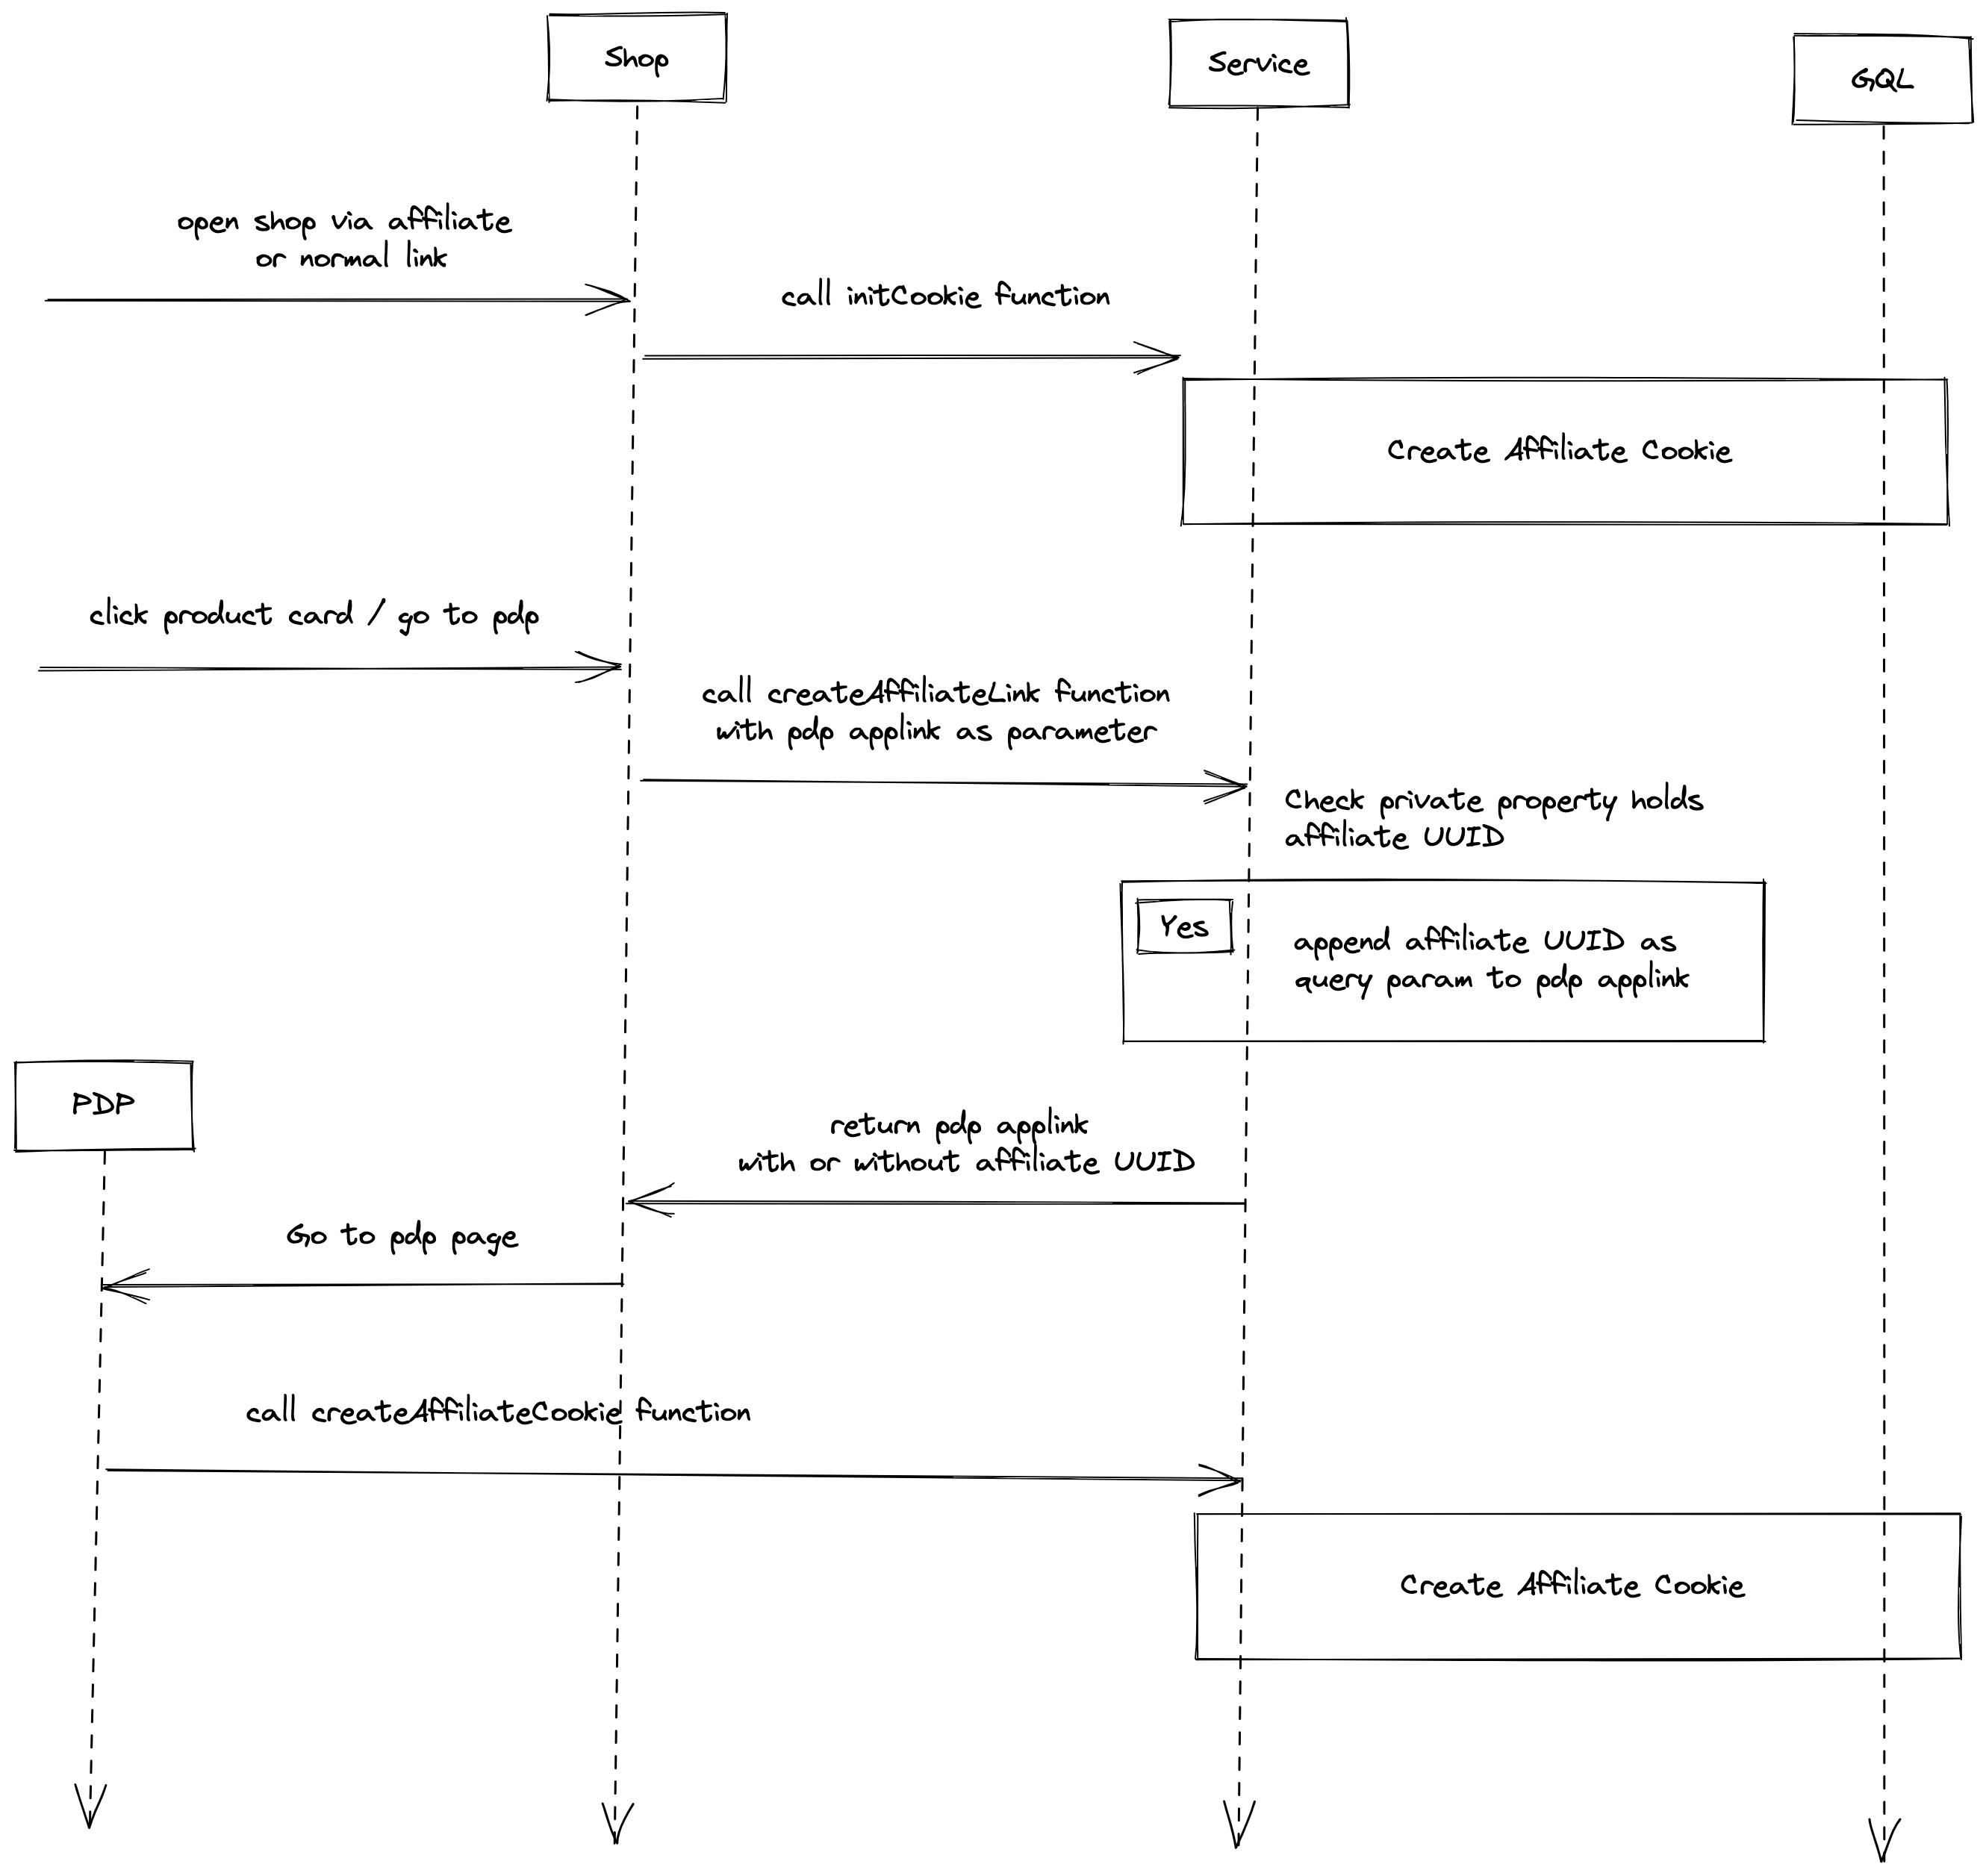 Shop
Service
GQL
open shop via affiliate
or normal link
call initCookie function
Create Affiliate Cookie
click product card / go to pdp
call createAffiliateLink function
with pdp applink as parameter
Check private property holds
affiliate UUID
Yes
append affiliate UUID as
query param to pdp applink
PDP
return pdp applink
with or without affiliate UUID
Go to pdp page
call createAffiliateCookie function
Create Affiliate Cookie